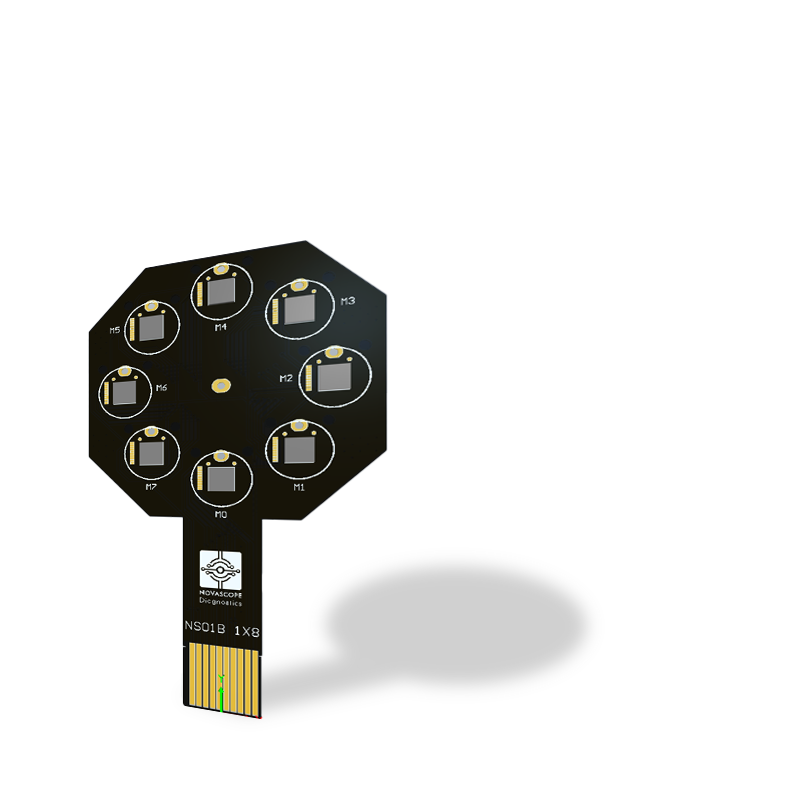 M4
M3
M5
M2
M6
M1
M7
M0
NOVASCOPE
Diagnostics
NS01B 1X8